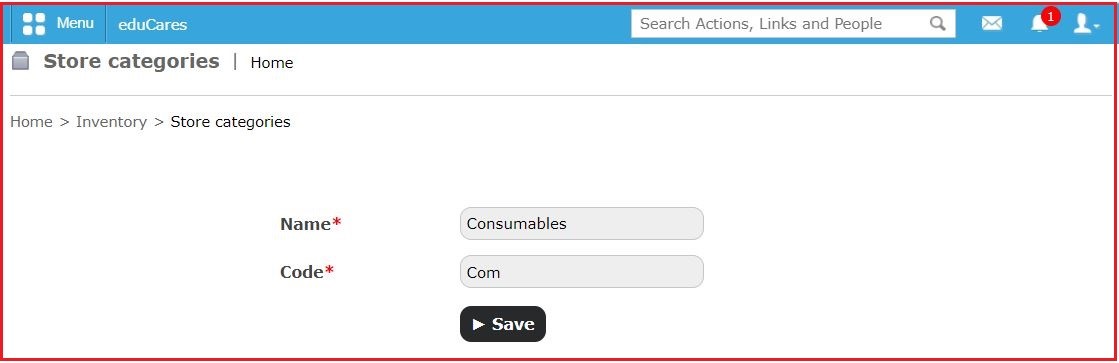 Menu eduCares Search Actions, Links and People 1
Store categories | Home
Home > Inventory > Store categories
Name* Consumables
Code* Com
► Save